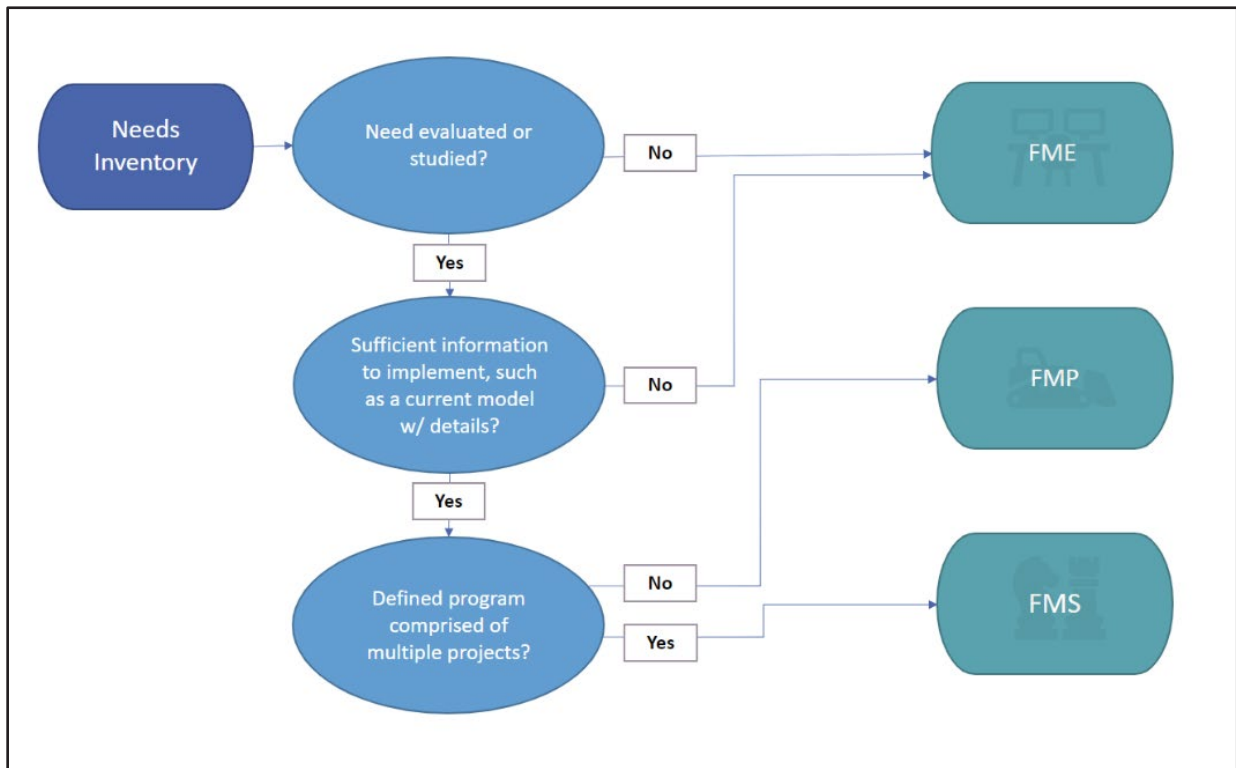 Needs
Inventory
Need evaluated or
studied?
No
FME
Yes
Sufficient information
to implement, such
as a current model
w/ details?
No
FMP
Yes
Defined program
comprised of
multiple projects?
No
Yes
FMS